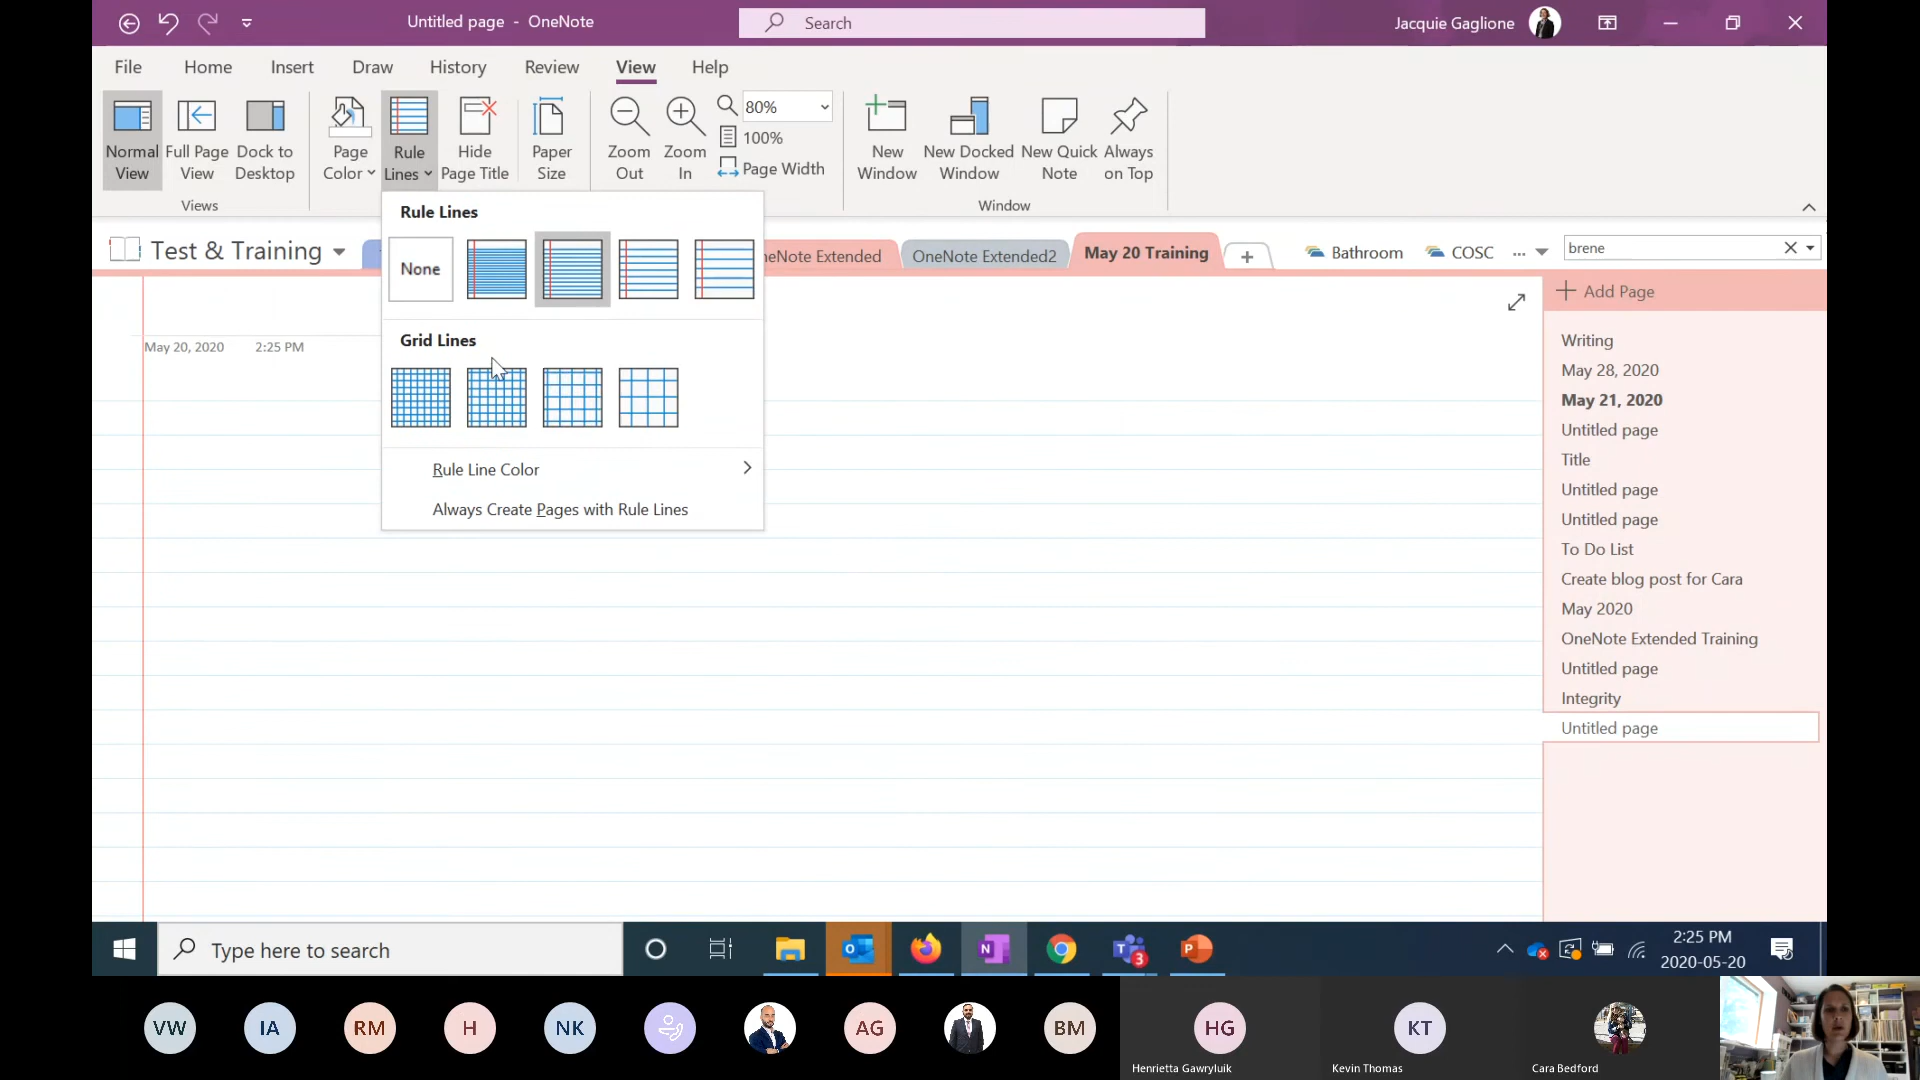 Untitled page - OneNote
Search
Jacquie Gaglione
File Home Insert Draw History Review View Help
Normal View
Full Page View
Dock to Desktop
Page Color
Rule Lines
Hide Page Title
Paper Size
Zoom Out
Zoom In
80%
100%
Page Width
New Window
New Docked Window
New Quick Note
Always on Top
Views
Window
Rule Lines
None
Grid Lines
Rule Line Color
Always Create Pages with Rule Lines
Test & Training
neNote Extended
OneNote Extended2
May 20 Training
Bathroom
COSC
...
brene
May 20, 2020 2:25 PM
Add Page
Writing
May 28, 2020
May 21, 2020
Untitled page
Title
Untitled page
Untitled page
To Do List
Create blog post for Cara
May 2020
OneNote Extended Training
Untitled page
Integrity
Untitled page
Type here to search
3
2:25 PM
2020-05-20
VW
IA
RM
H
NK
AG
BM
HG
KT
Henrietta Gawryluik
Kevin Thomas
Cara Bedford